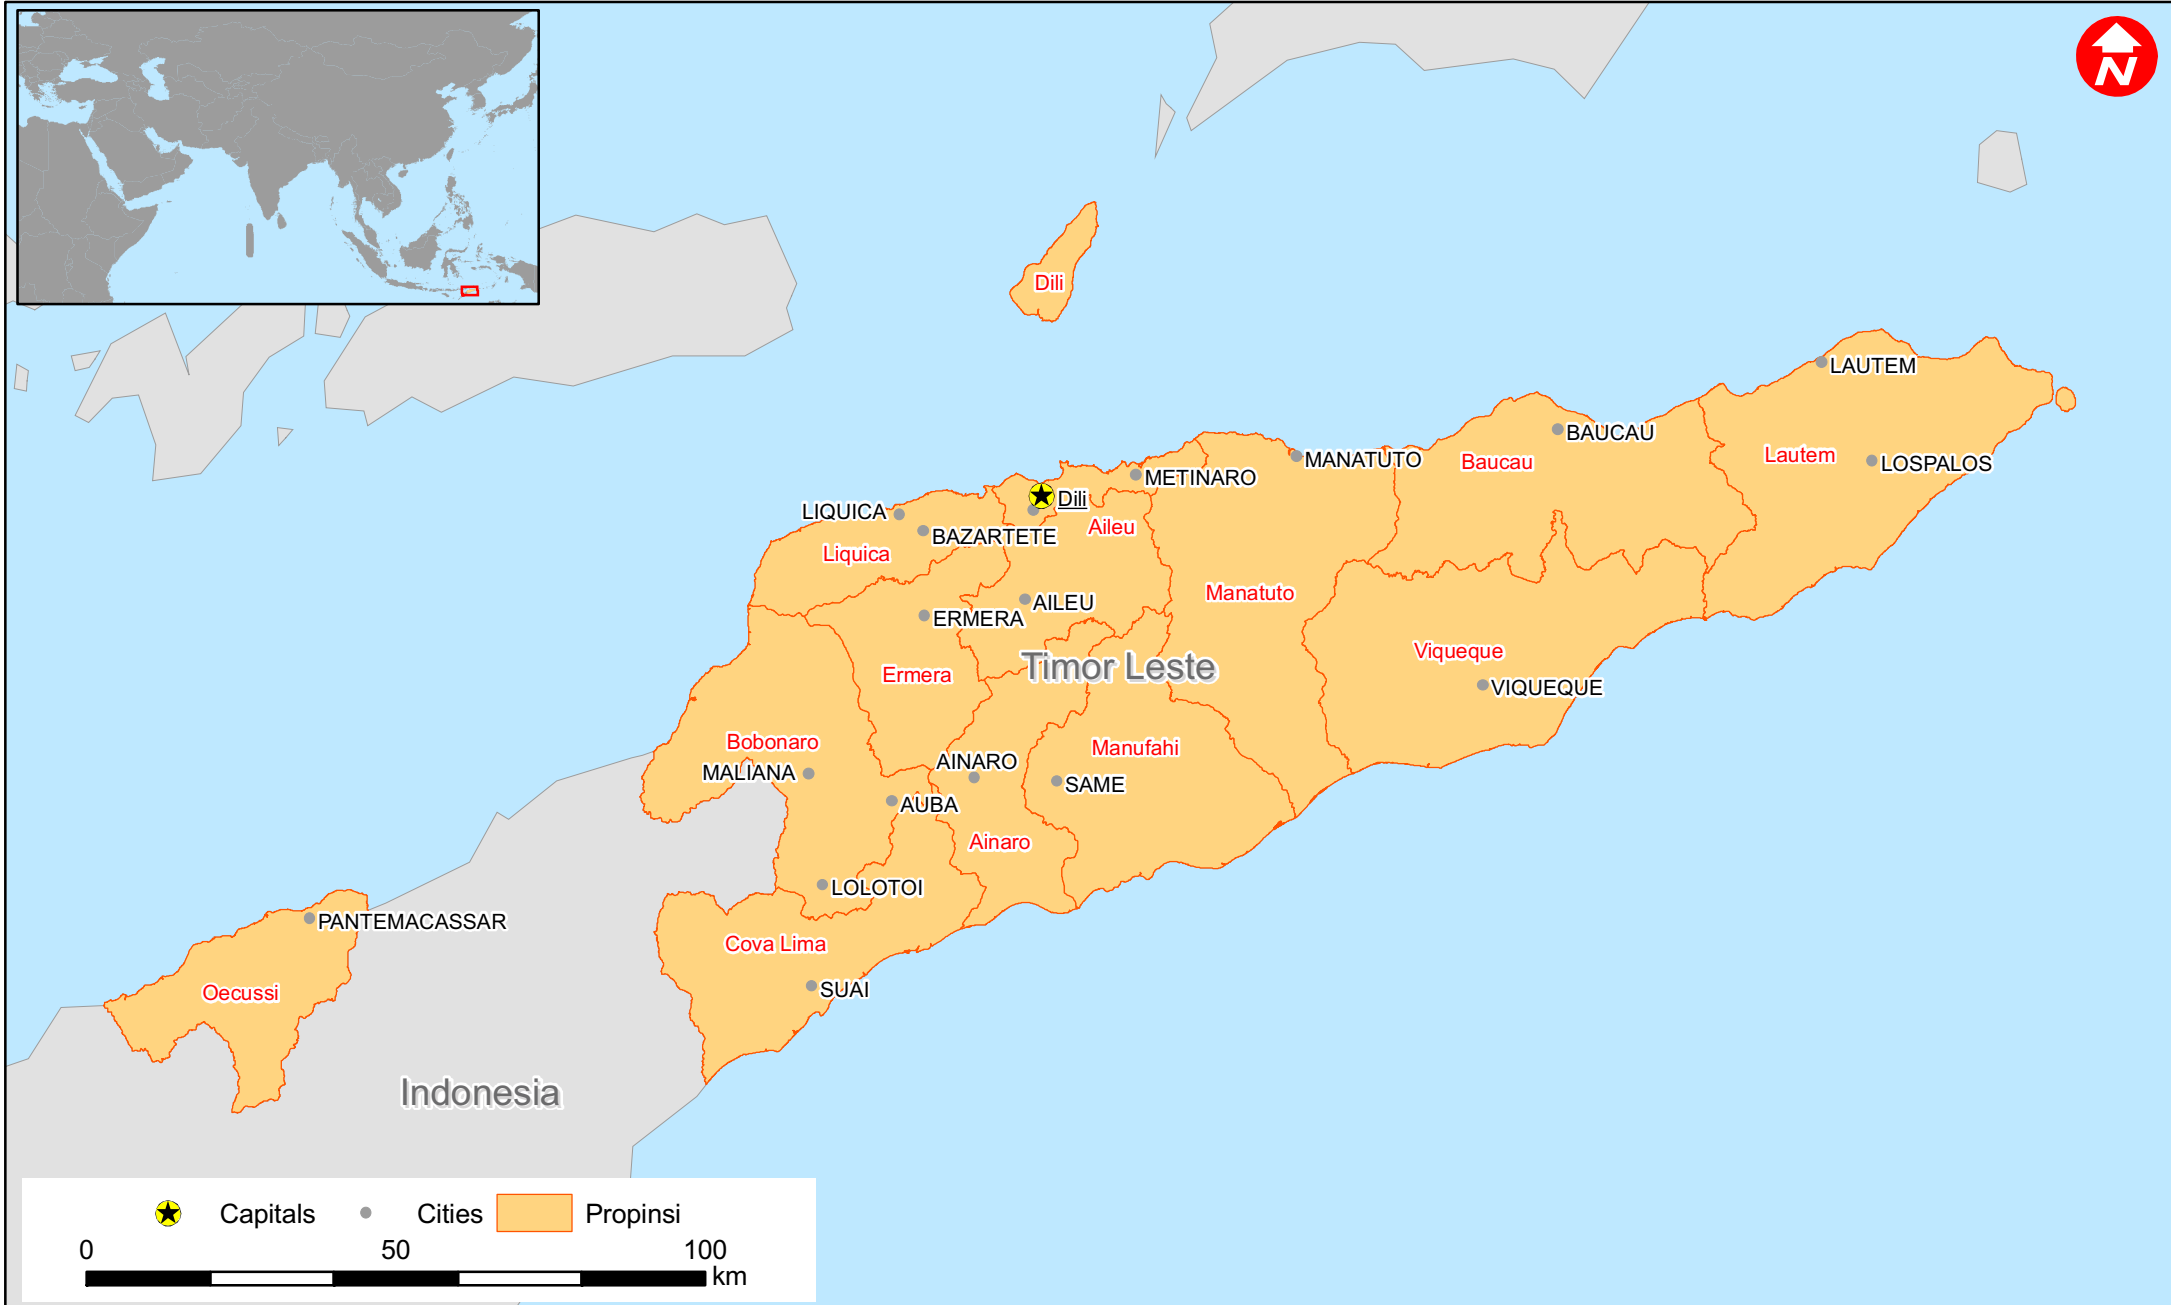 N
Dili
LAUTEM
BAUCAU
Lautem
LOSPALOS
MANATUTO
Baucau
METINARO
Dili
LIQUICA
BAZARTETE
Aileu
Liquica
Manatuto
AILEU
ERMERA
Timor Leste
Viqueque
Ermera
VIQUEQUE
Bobonaro
Manufahi
AINARO
MALIANA
SAME
AUBA
Ainaro
LOLOTOI
PANTEMACASSAR
Cova Lima
Oecussi
SUAI
Indonesia
Capitals Cities Propinsi
0 50 100
km